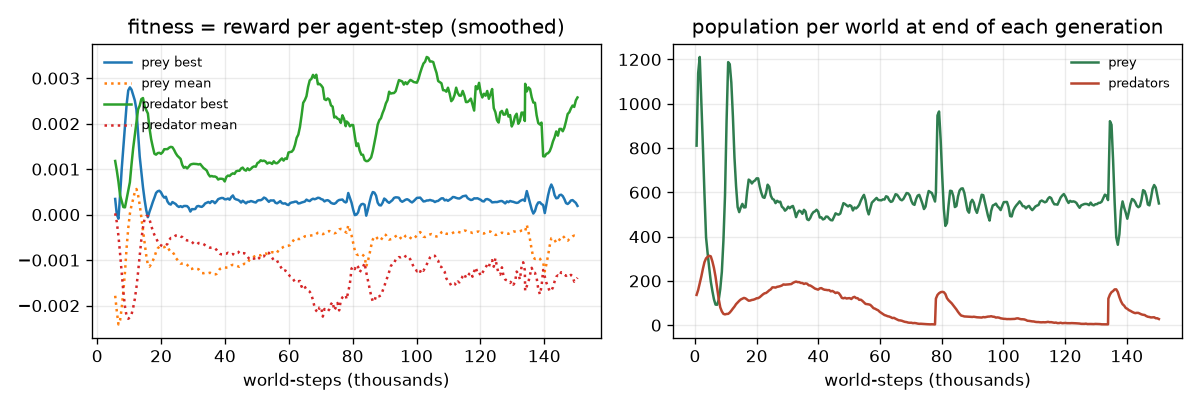 fitness = reward per agent-step (smoothed)
prey best
prey mean
predator best
predator mean
0.003
0.002
0.001
0.000
−0.001
−0.002
0 20 40 60 80 100 120 140
world-steps (thousands)
population per world at end of each generation
prey
predators
1200
1000
800
600
400
200
0
0 20 40 60 80 100 120 140
world-steps (thousands)